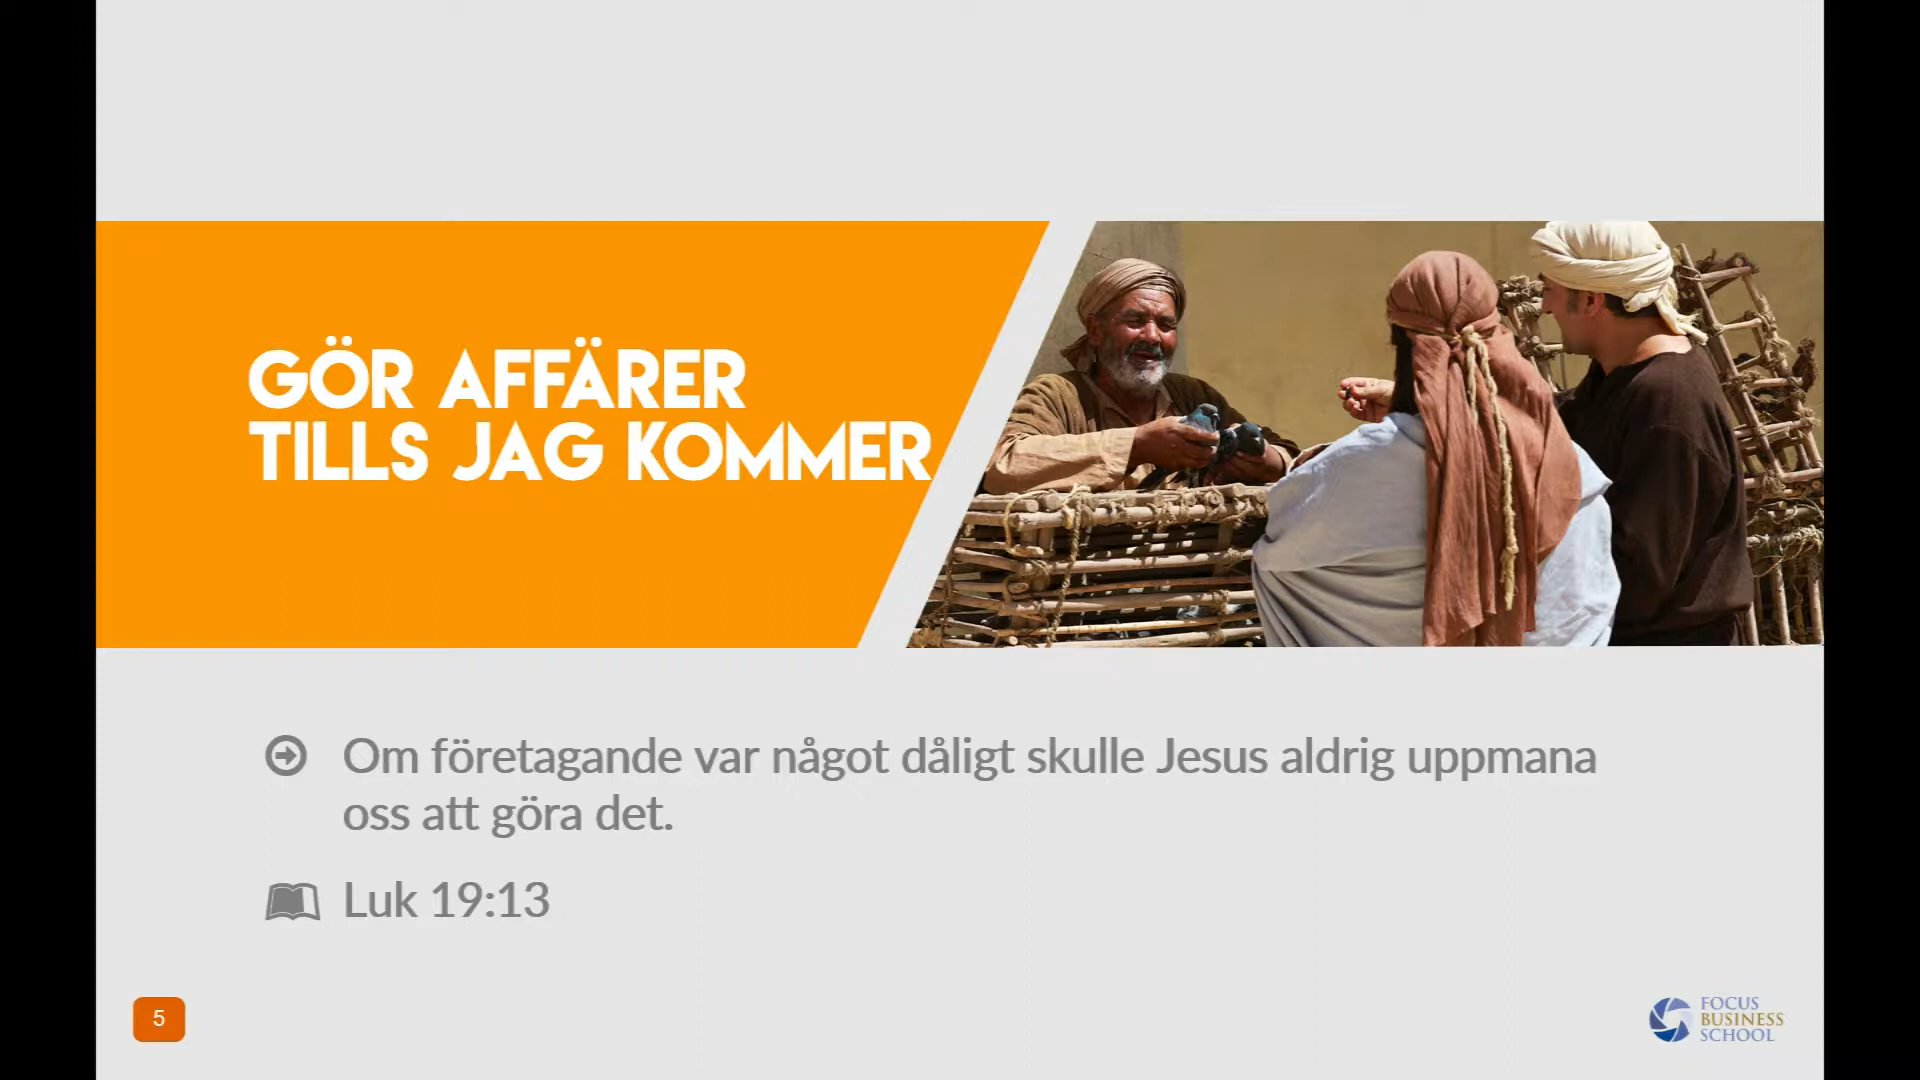 GÖR AFFÄRER
TILLS JAG KOMMER
Om företagande var något dåligt skulle Jesus aldrig uppmana
oss att göra det.
Luk 19:13
5
FOCUS
BUSINESS
SCHOOL